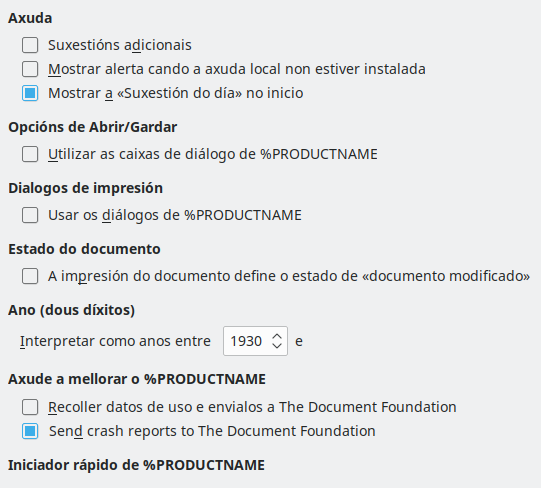 Axuda
Suxestións adicionais
Mostrar alerta cando a axuda local non estiver instalada
Mostrar a «Suxestión do día» no inicio
Opcións de Abrir/Gardar
Utilizar as caixas de diálogo de %PRODUCTNAME
Dialogos de impresión
Usar os diálogos de %PRODUCTNAME
Estado do documento
A impresión do documento define o estado de «documento modificado»
Ano (dous díxitos)
Interpretar como anos entre 1930 e
Axude a mellorar o %PRODUCTNAME
Recoller datos de uso e envialos a The Document Foundation
Send crash reports to The Document Foundation
Iniciador rápido de %PRODUCTNAME